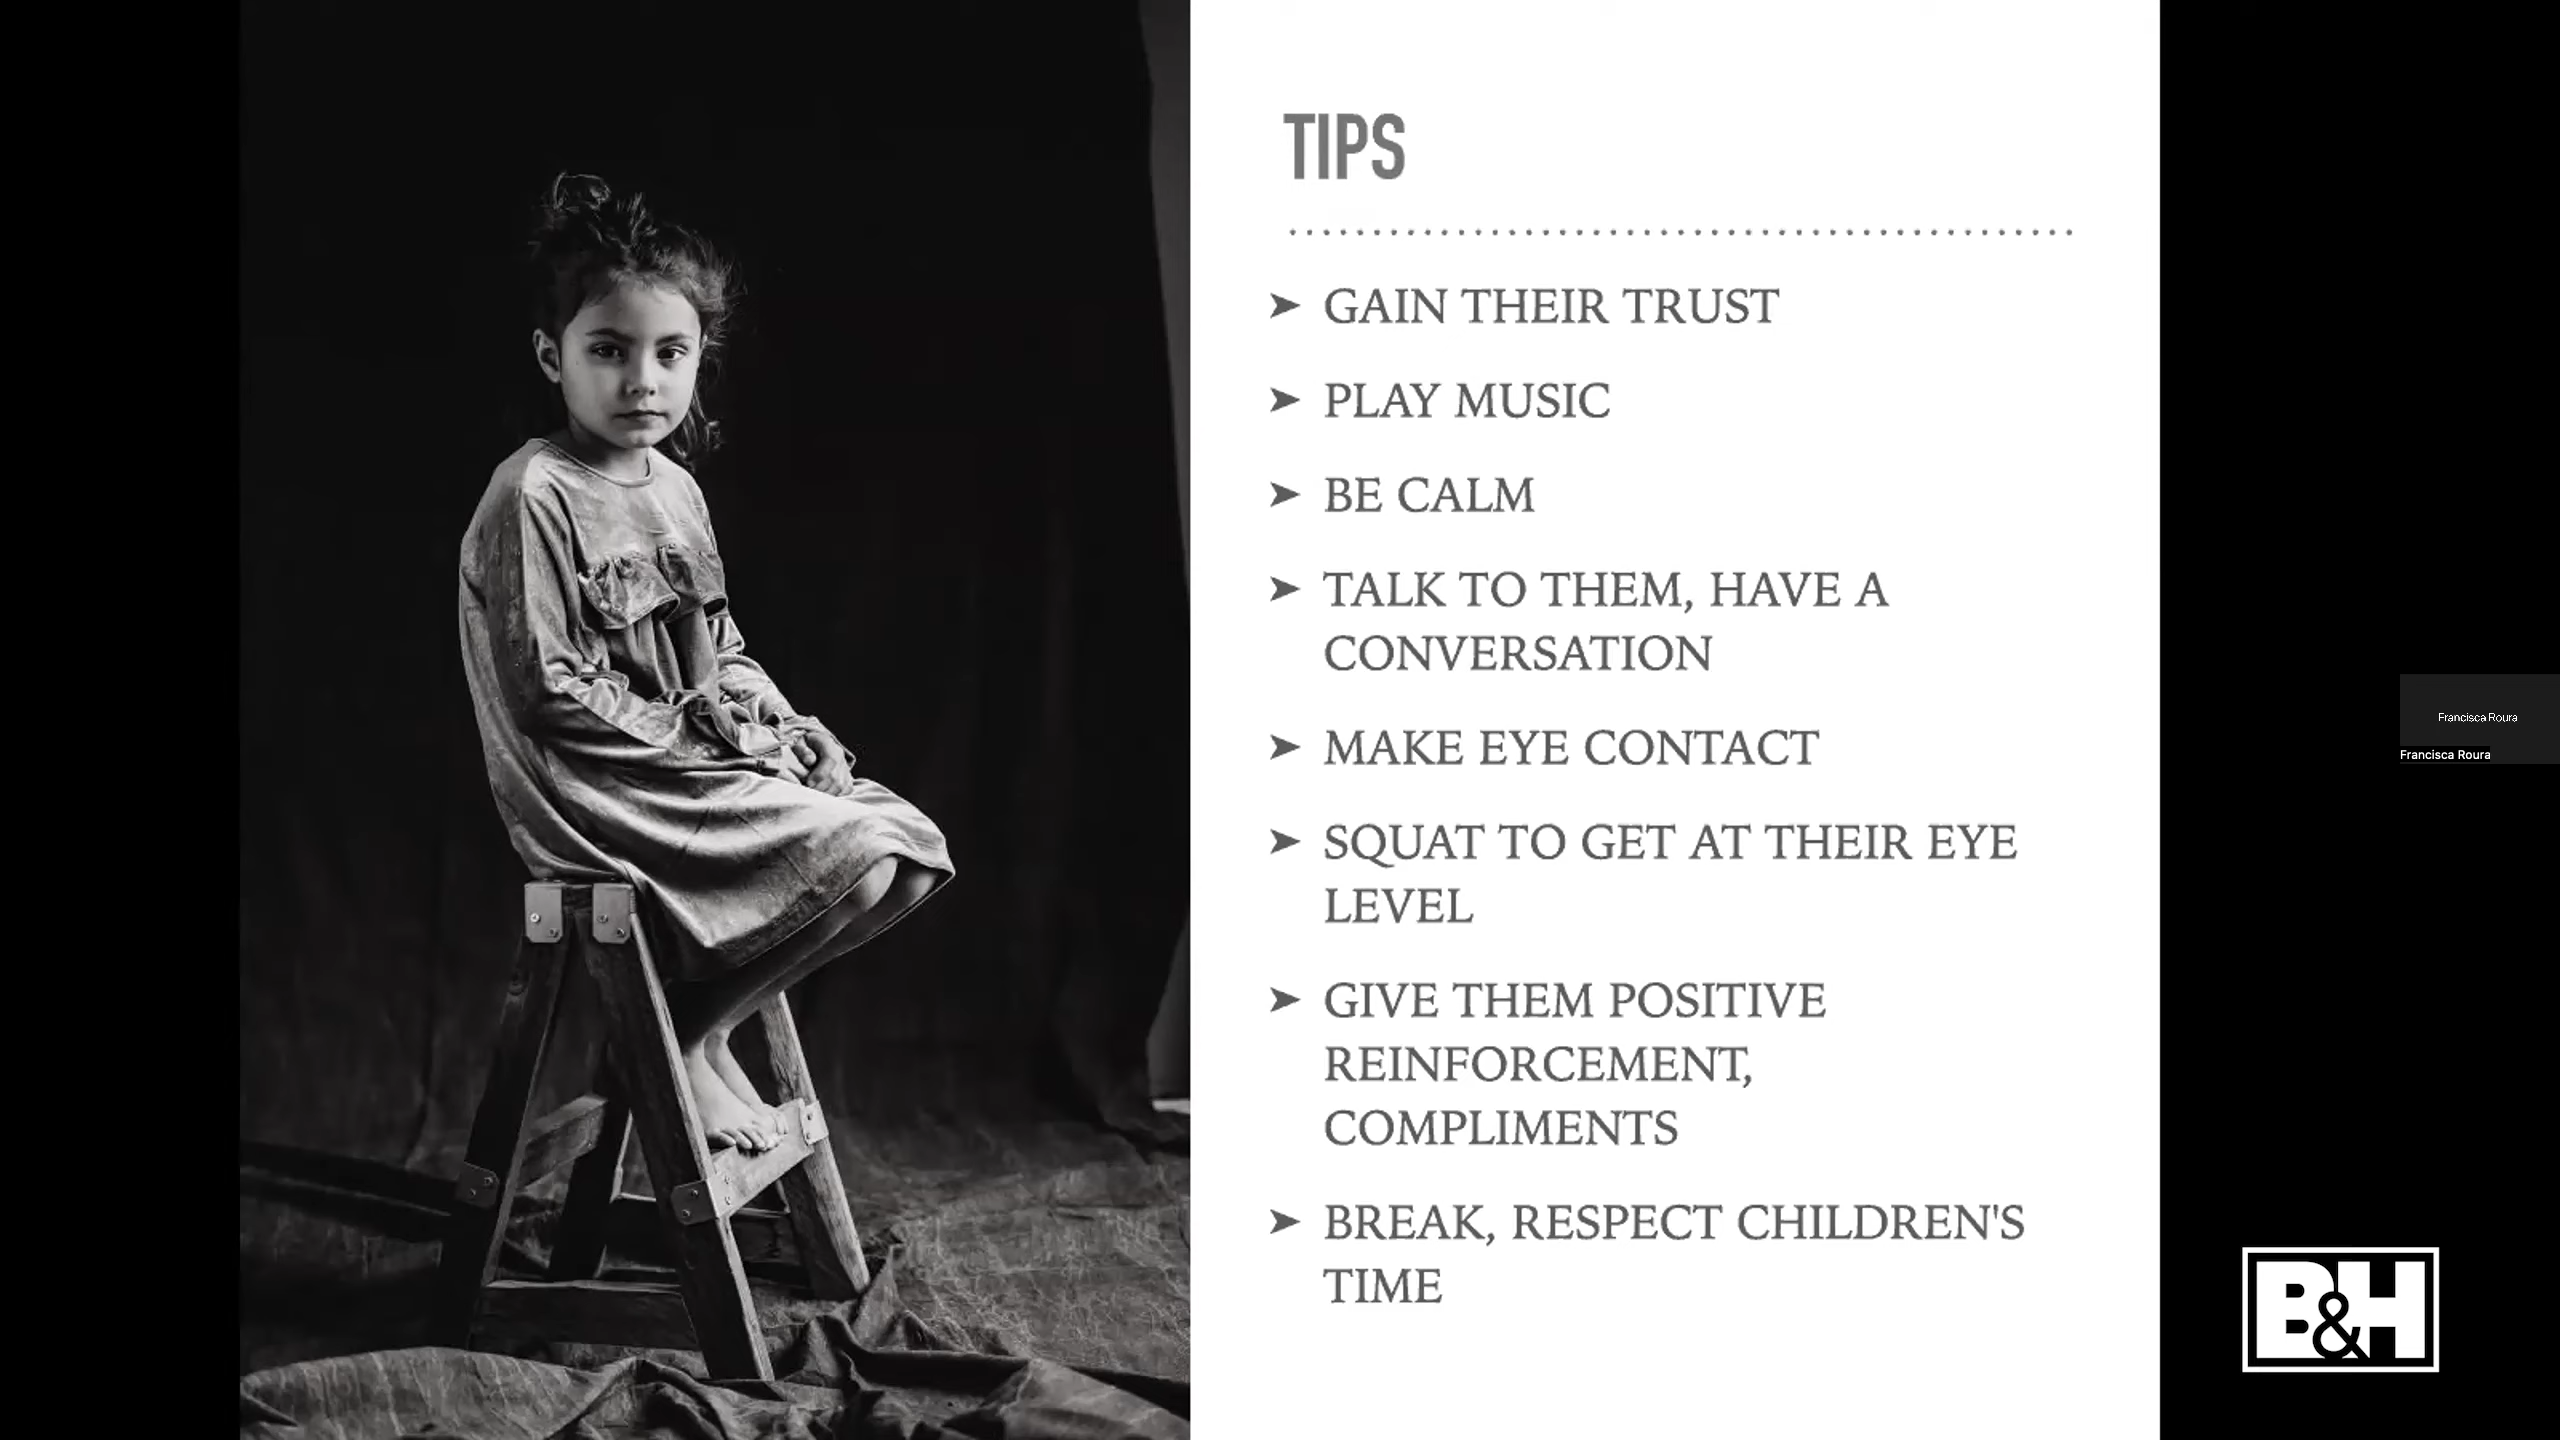 TIPS
➤ GAIN THEIR TRUST
➤ PLAY MUSIC
➤ BE CALM
➤ TALK TO THEM, HAVE A
CONVERSATION
➤ MAKE EYE CONTACT
➤ SQUAT TO GET AT THEIR EYE
LEVEL
➤ GIVE THEM POSITIVE
REINFORCEMENT,
COMPLIMENTS
➤ BREAK, RESPECT CHILDREN'S
TIME
Francisca Roura
Francisca Roura
B&H